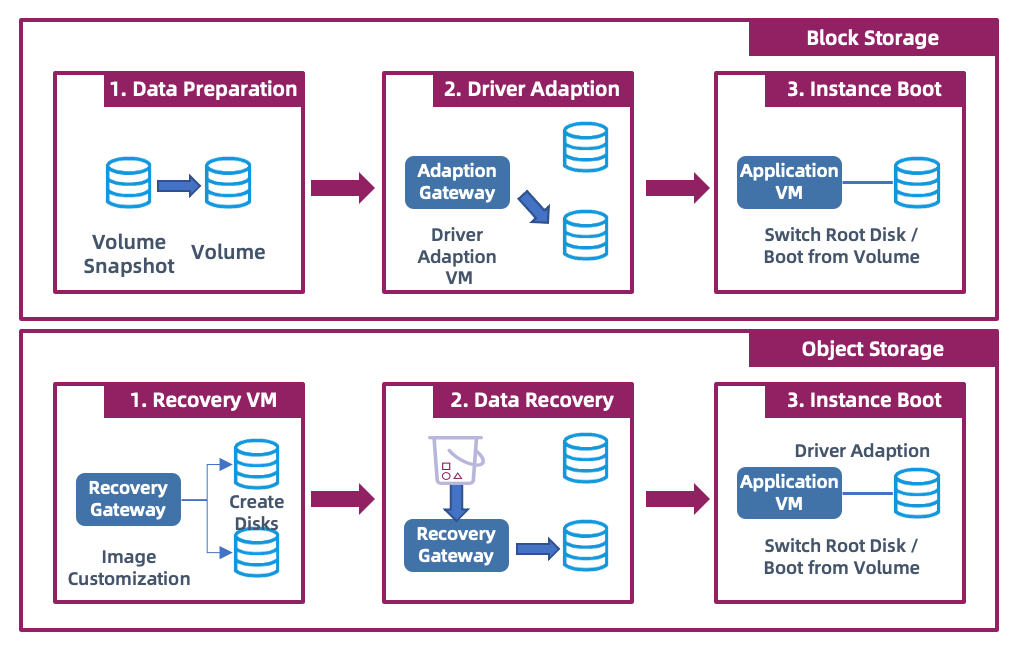 Block Storage
1. Data Preparation
Volume
Snapshot
Volume
2. Driver Adaption
Adaption
Gateway
Driver
Adaption
VM
3. Instance Boot
Application
VM
Switch Root Disk /
Boot from Volume
Object Storage
1. Recovery VM
Recovery
Gateway
Create
Disks
Image
Customization
2. Data Recovery
Recovery
Gateway
3. Instance Boot
Driver Adaption
Application
VM
Switch Root Disk /
Boot from Volume